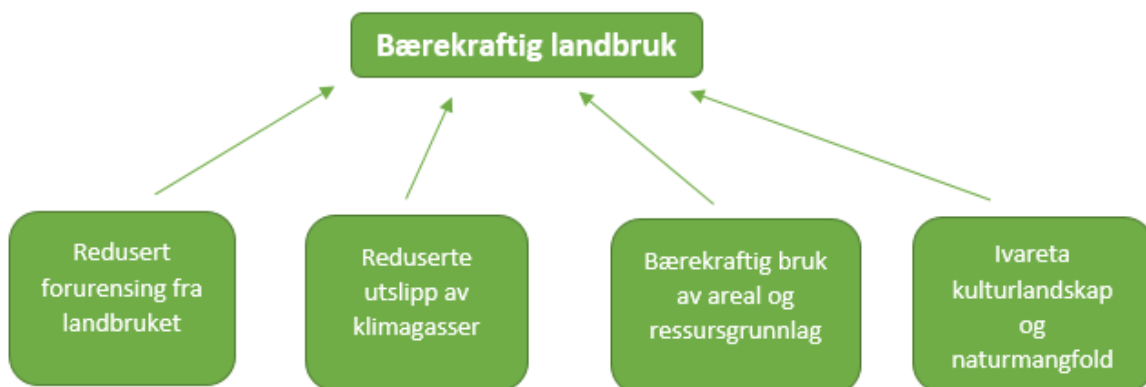 Bærekraftig landbruk
Redusert
forurensing fra
landbruket
Reduserte
utslipp av
klimagasser
Bærekraftig bruk
av areal og
ressursgrunnlag
Ivareta
kulturlandskap
og
naturmangfold